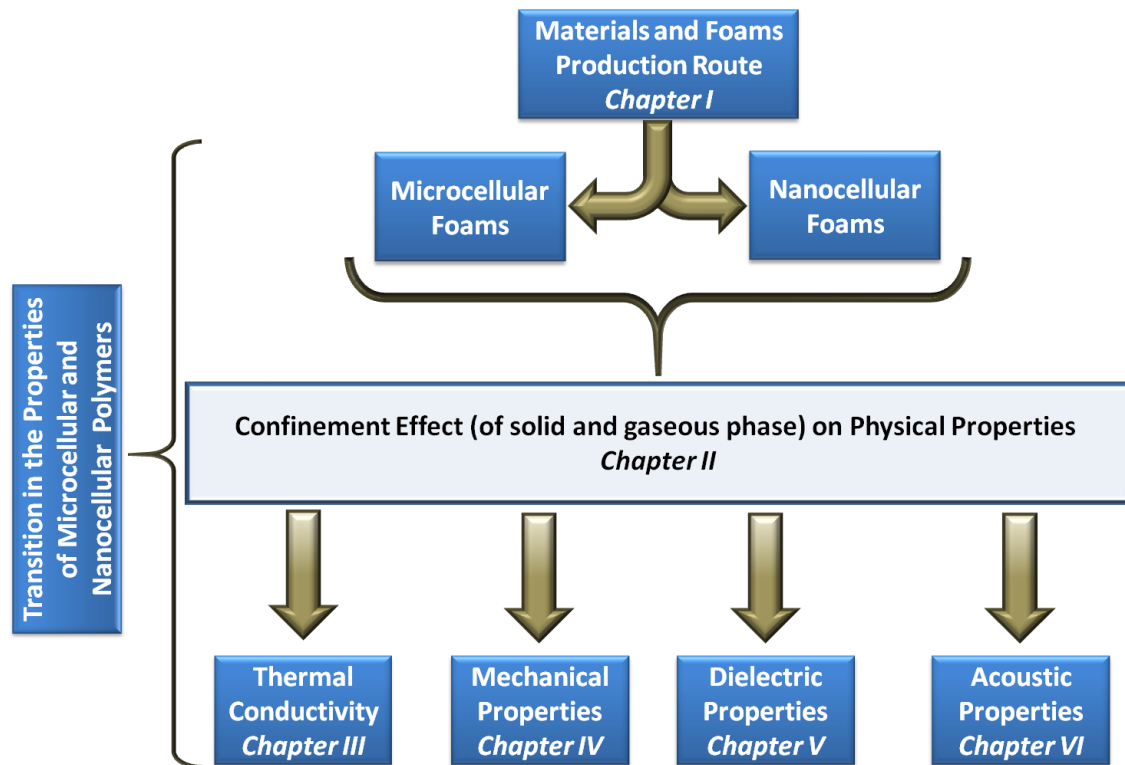 Materials and Foams
Production Route
Chapter I
Microcellular
Foams
Nanocellular
Foams
Transition in the Properties
of Microcellular and
Nanocellular Polymers
Confinement Effect (of solid and gaseous phase) on Physical Properties
Chapter II
Thermal
Conductivity
Chapter III
Mechanical
Properties
Chapter IV
Dielectric
Properties
Chapter V
Acoustic
Properties
Chapter VI